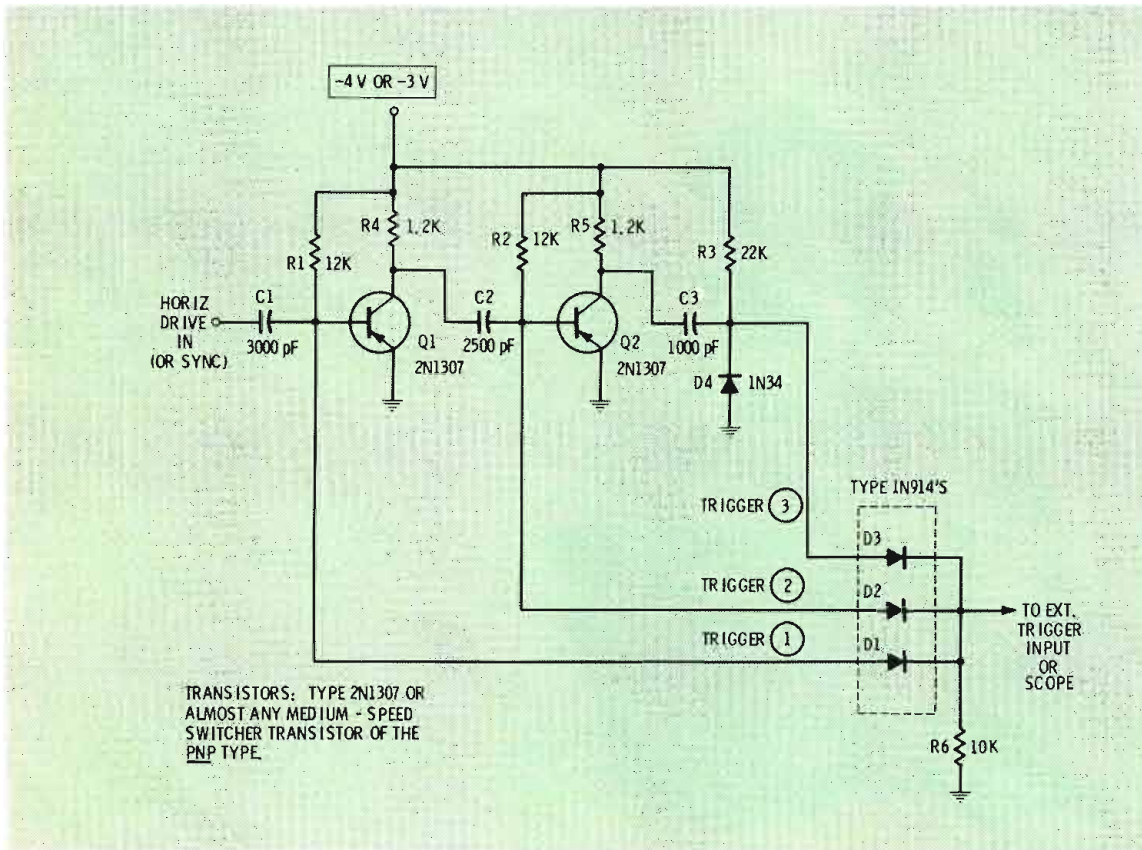 -4 V OR -3 V
R4
1.2K
R2
12K
R5
1.2K
R3
22K
R1
12K
HORIZ
DRIVE
IN
(OR SYNC)
C1
3000 pF
Q1
2N1307
C2
2500 pF
Q2
2N1307
C3
1000 pF
D4
1N34
TYPE 1N914'S
TRIGGER 3
D3
TRIGGER 2
D2
TRIGGER 1
D1
TO EXT.
TRIGGER
INPUT
OR
SCOPE
TRANSISTORS: TYPE 2N1307 OR
ALMOST ANY MEDIUM - SPEED
SWITCHER TRANSISTOR OF THE
PNP TYPE.
R6
10K